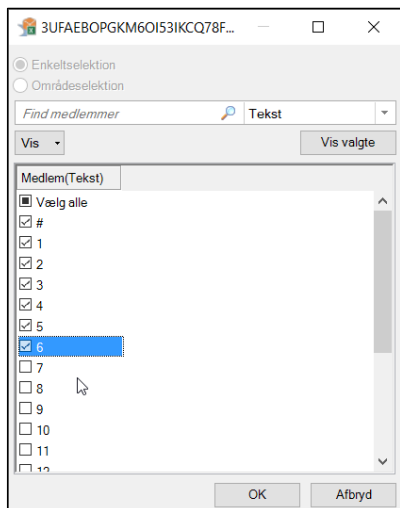 3UFAEBOPGKM6OI53IKCQ78F...
Enkeltselektion
Områdeselektion
Find medlemmer Tekst
Vis Vis valgte
Medlem(Tekst)
Vælg alle
#
1
2
3
4
5
6
7
8
9
10
11
12
OK Afbryd